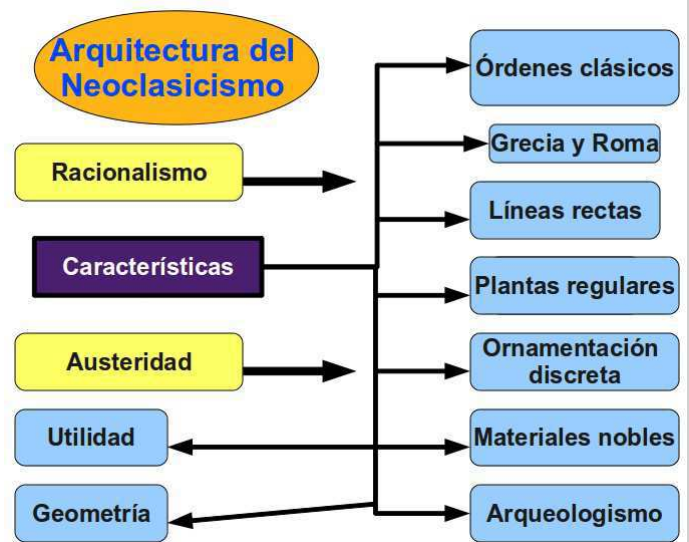 Arquitectura del
Neoclasicismo
Racionalismo
Características
Austeridad
Utilidad
Geometría
Órdenes clásicos
Grecia y Roma
Líneas rectas
Plantas regulares
Ornamentación
discreta
Materiales nobles
Arqueologismo